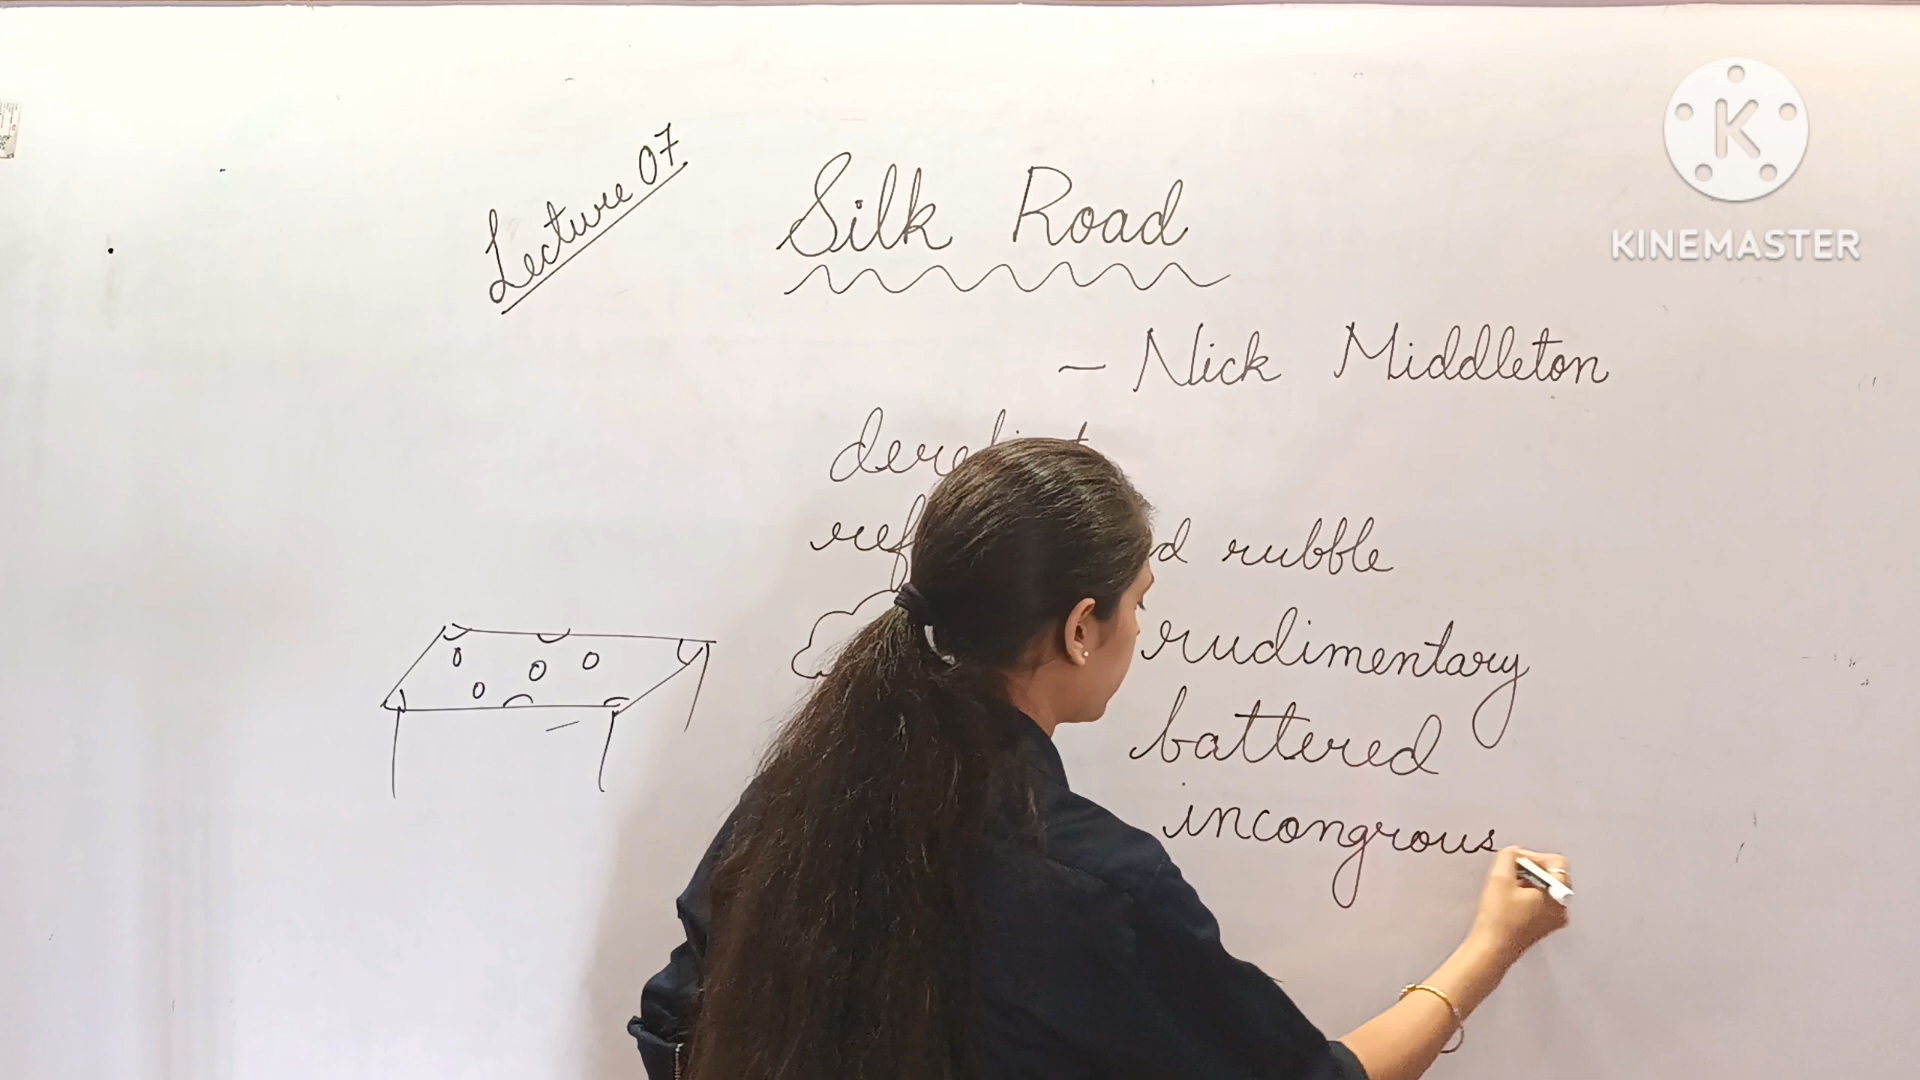 Lecture 07
Silk Road
K
KINEMASTER
– Nick Middleton
rubble
rudimentary
battered
incongrous